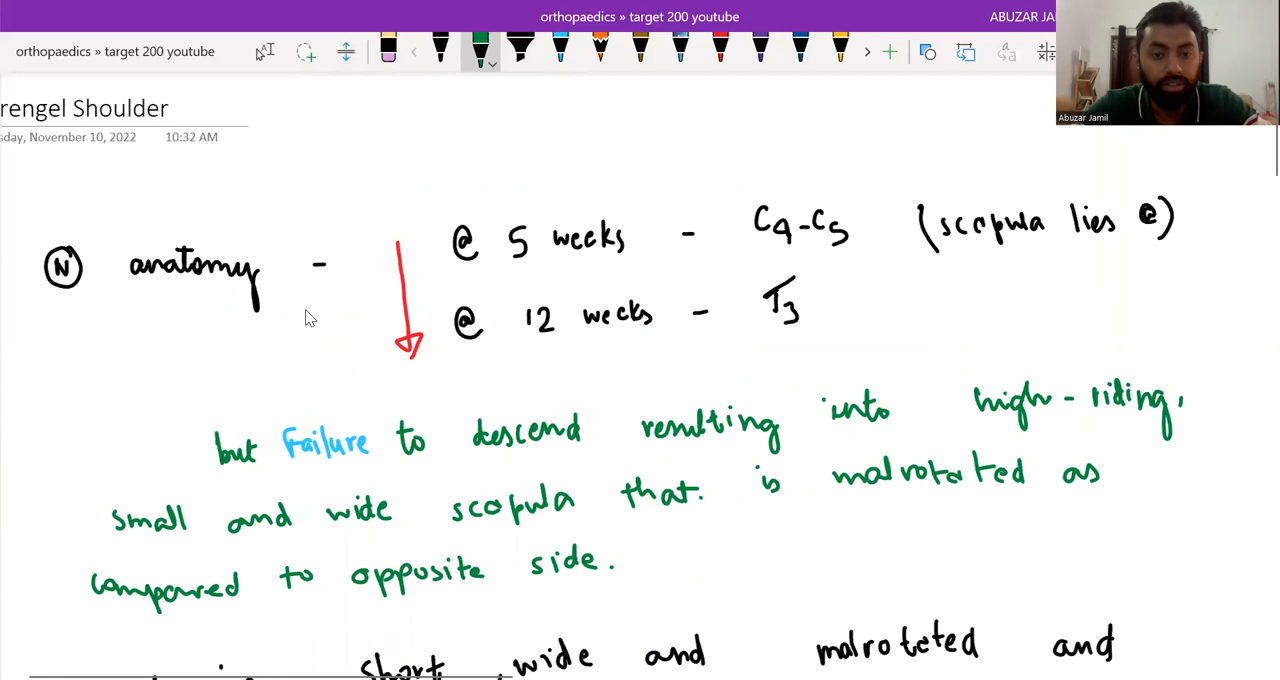 orthopaedics » target 200 youtube
ABUZAR JA
orthopaedics » target 200 youtube
Abuzar Jamil
rengel Shoulder
sday, November 10, 2022 10:32 AM
N anatomy - @ 5 weeks - C4-C5 (scapula lies @)
@ 12 weeks - T3
but Failure to descend resulting into high-riding,
small and wide scapula that is malrotated as
compared to opposite side.
short wide and malrotated and